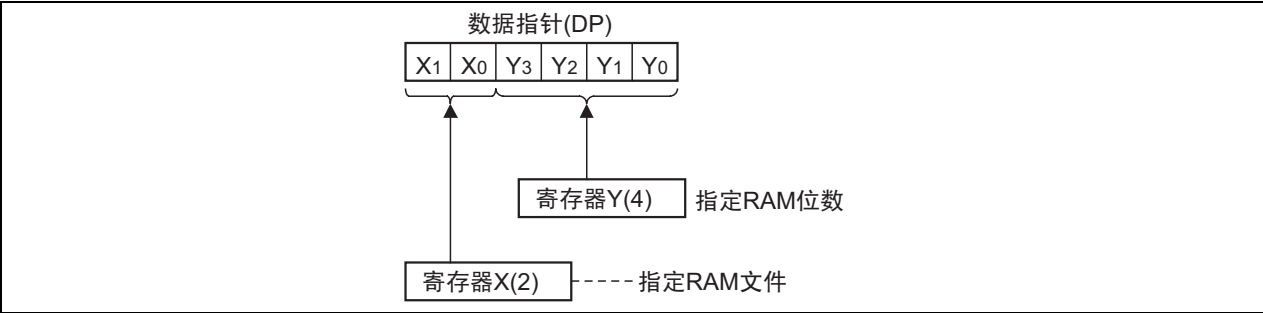 数据指针(DP)
X1 X0 Y3 Y2 Y1 Y0
寄存器Y(4) 指定RAM位数
寄存器X(2) 指定RAM文件